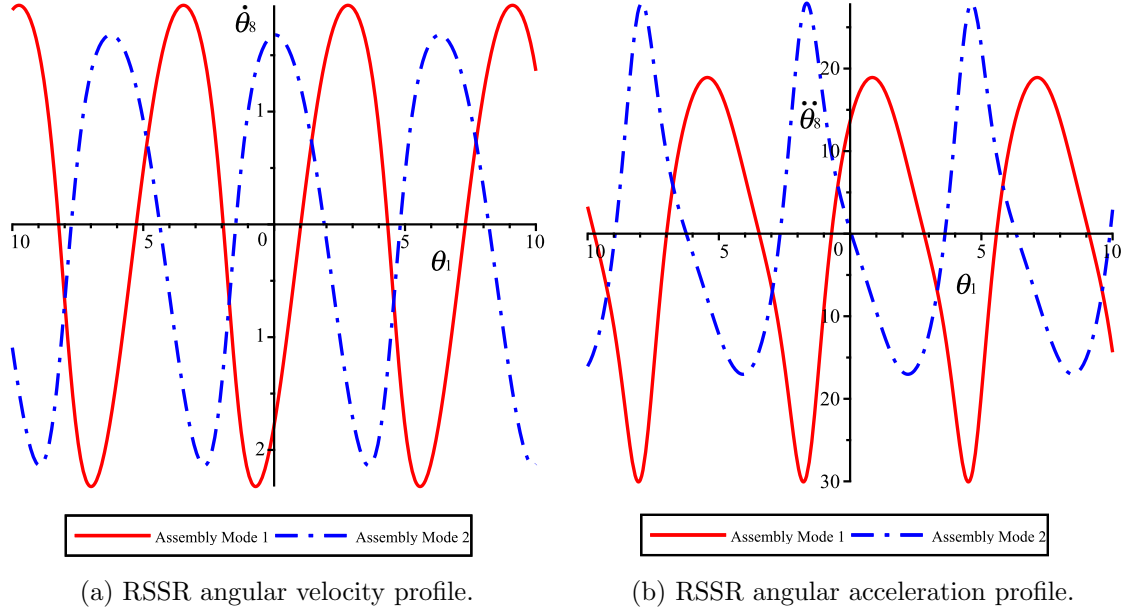 θ̇₈
1
10
5
0
5
10
θ₁
1
2
Assembly Mode 1
Assembly Mode 2
(a) RSSR angular velocity profile.
20
θ̈₈
10
10
5
0
5
10
θ₁
10
20
30
Assembly Mode 1
Assembly Mode 2
(b) RSSR angular acceleration profile.